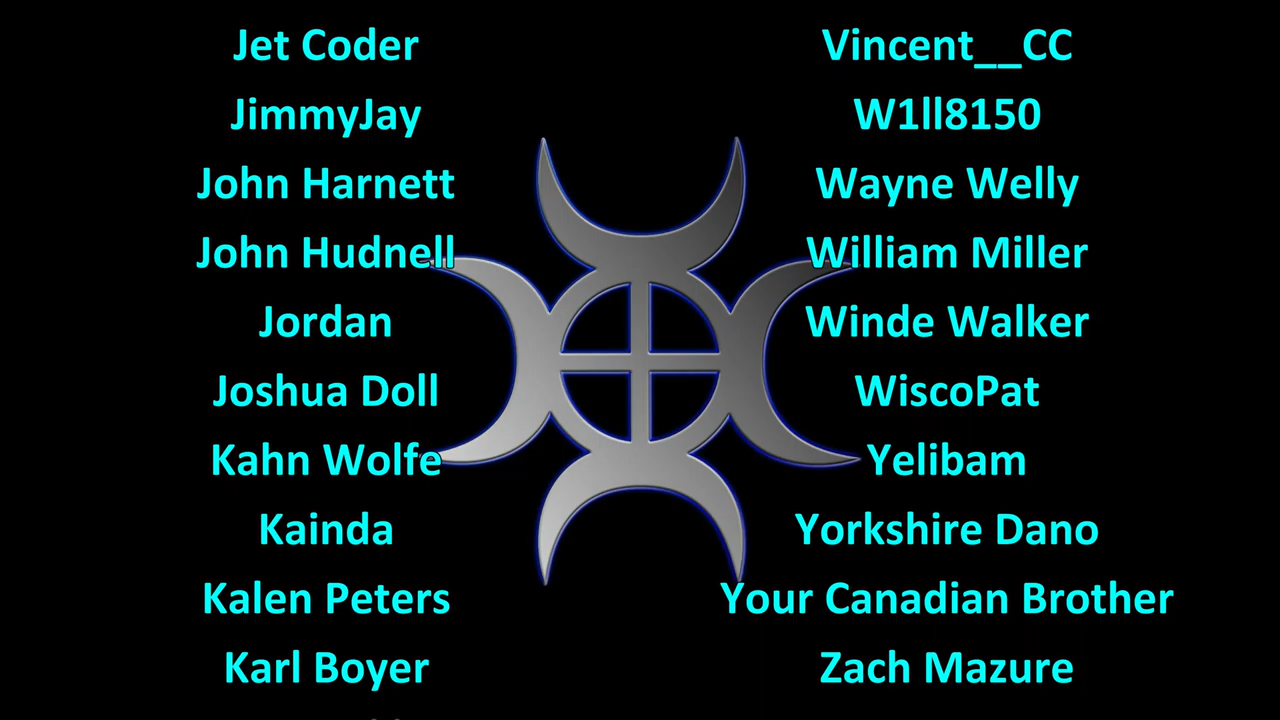 Jet Coder
JimmyJay
John Harnett
John Hudnell
Jordan
Joshua Doll
Kahn Wolfe
Kainda
Kalen Peters
Karl Boyer
Vincent__CC
W1ll8150
Wayne Welly
William Miller
Winde Walker
WiscoPat
Yelibam
Yorkshire Dano
Your Canadian Brother
Zach Mazure